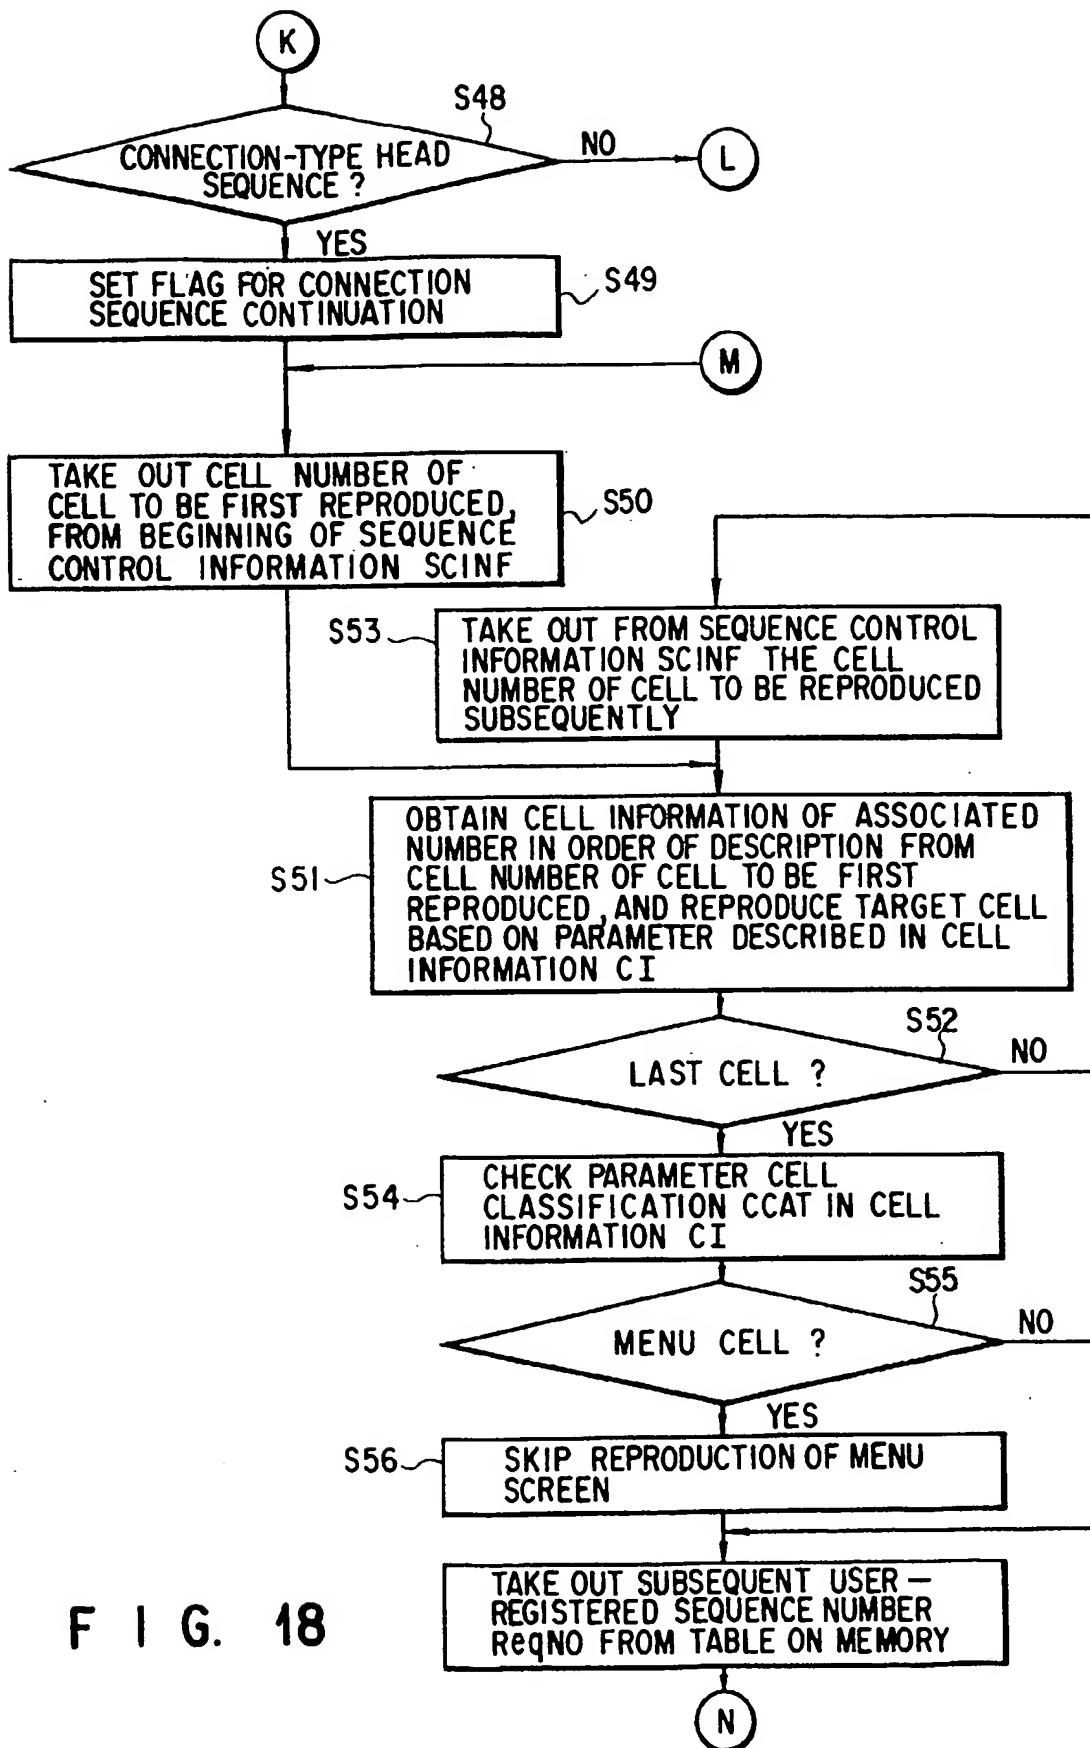 K
S48
CONNECTION-TYPE HEAD
SEQUENCE ?
NO
L
YES
SET FLAG FOR CONNECTION
SEQUENCE CONTINUATION
S49
M
TAKE OUT CELL NUMBER OF
CELL TO BE FIRST REPRODUCED,
FROM BEGINNING OF SEQUENCE
CONTROL INFORMATION SCINF
S50
S53
TAKE OUT FROM SEQUENCE CONTROL
INFORMATION SCINF THE CELL
NUMBER OF CELL TO BE REPRODUCED
SUBSEQUENTLY
S51
OBTAIN CELL INFORMATION OF ASSOCIATED
NUMBER IN ORDER OF DESCRIPTION FROM
CELL NUMBER OF CELL TO BE FIRST
REPRODUCED, AND REPRODUCE TARGET CELL
BASED ON PARAMETER DESCRIBED IN CELL
INFORMATION CI
S52
LAST CELL ?
NO
YES
S54
CHECK PARAMETER CELL
CLASSIFICATION CCAT IN CELL
INFORMATION CI
S55
MENU CELL ?
NO
YES
S56
SKIP REPRODUCTION OF MENU
SCREEN
TAKE OUT SUBSEQUENT USER-
REGISTERED SEQUENCE NUMBER
ReqNO FROM TABLE ON MEMORY
N
FIG. 18